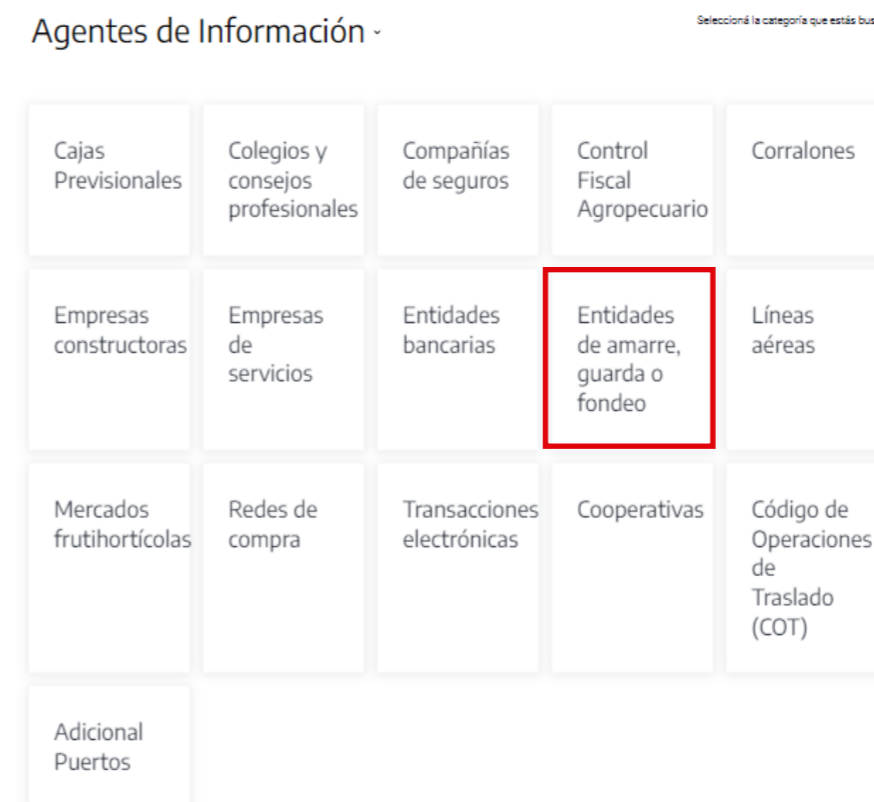 Agentes de Información
Seleccioná la categoría que estás bus
Cajas
Previsionales
Colegios y
consejos
profesionales
Compañías
de seguros
Control
Fiscal
Agropecuario
Corralones
Empresas
constructoras
Empresas
de
servicios
Entidades
bancarias
Entidades
de amarre,
guarda o
fondeo
Líneas
aéreas
Mercados
frutihortícolas
Redes de
compra
Transacciones
electrónicas
Cooperativas
Código de
Operaciones
de
Traslado
(COT)
Adicional
Puertos